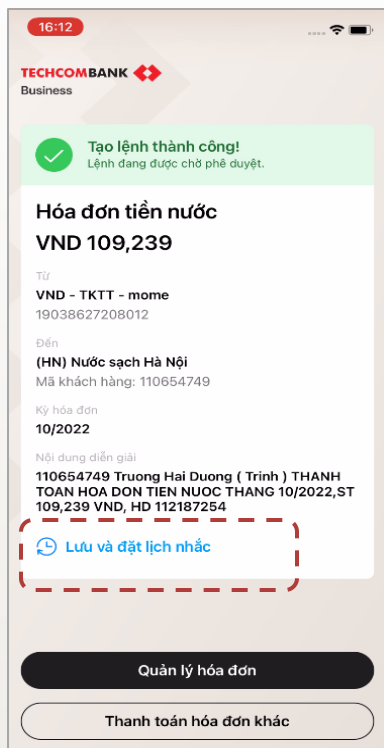 16:12
TECHCOMBANK
Business
Tạo lệnh thành công!
Lệnh đang được chờ phê duyệt.
Hóa đơn tiền nước
VND 109,239
Từ
VND - TKTT - mome
19038627208012
Đến
(HN) Nước sạch Hà Nội
Mã khách hàng: 110654749
Kỳ hóa đơn
10/2022
Nội dung diễn giải
110654749 Truong Hai Duong ( Trinh ) THANH
TOAN HOA DON TIEN NUOC THANG 10/2022,ST
109,239 VND, HD 112187254
Lưu và đặt lịch nhắc
Quản lý hóa đơn
Thanh toán hóa đơn khác